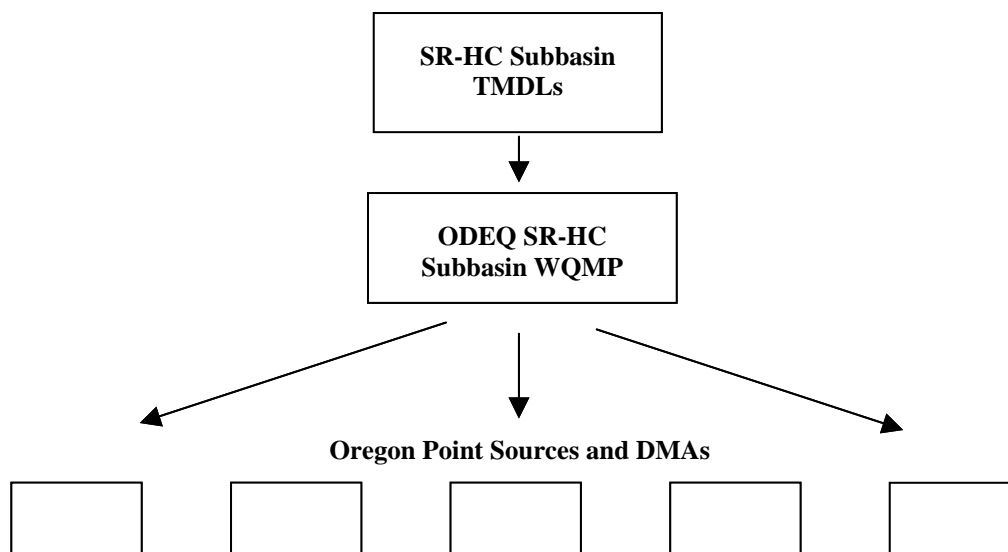 SR-HC Subbasin
TMDLs
ODEQ SR-HC
Subbasin WQMP
Oregon Point Sources and DMAs